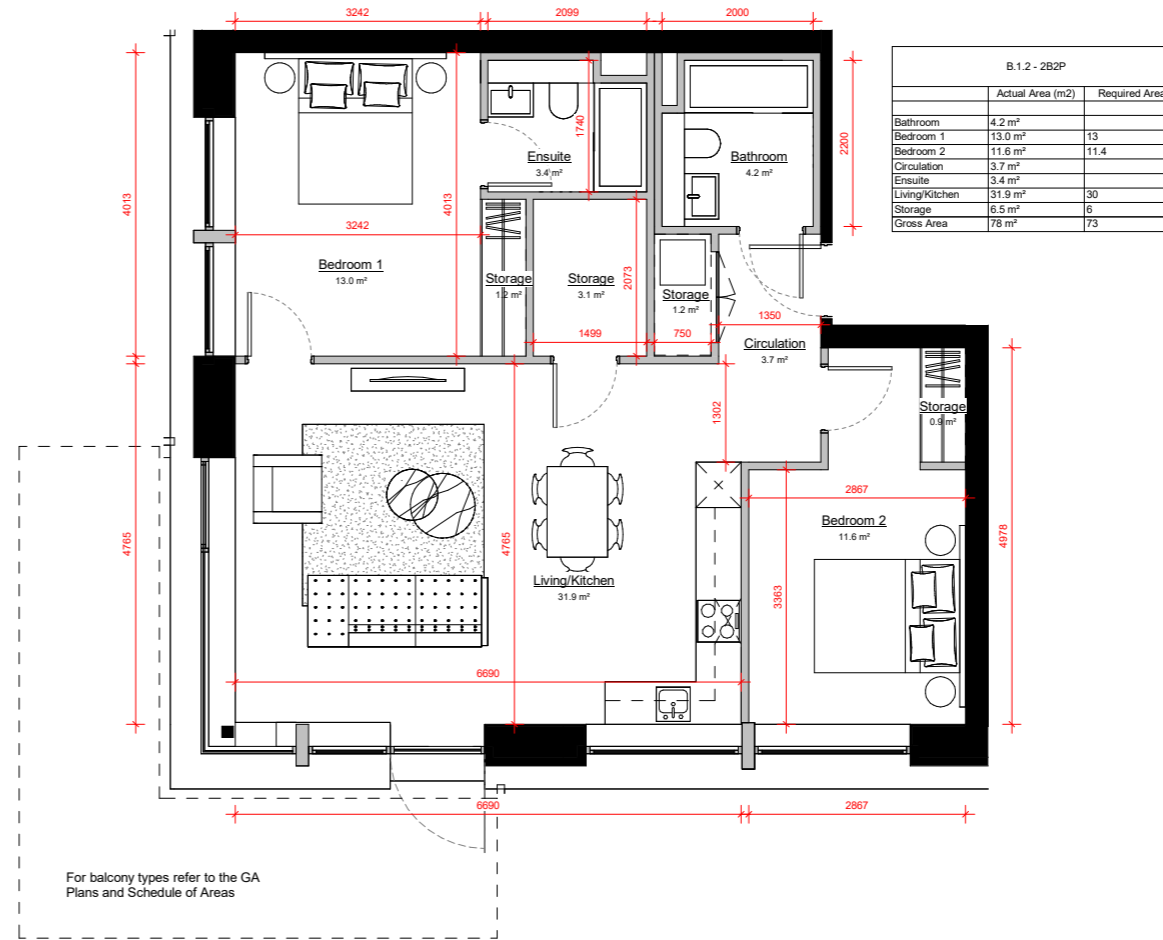 3242
2099
2000
B.1.2 - 2B2P
Actual Area (m2) Required Area
Bathroom 4.2 m²
Bedroom 1 13.0 m² 13
Bedroom 2 11.6 m² 11.4
Circulation 3.7 m²
Ensuite 3.4 m²
Living/Kitchen 31.9 m² 30
Storage 6.5 m² 6
Gross Area 78 m² 73
4013
4013
1740
2200
Ensuite
3.4 m²
Bathroom
4.2 m²
3242
Bedroom 1
13.0 m²
Storage
1.2 m²
Storage
3.1 m²
2073
Storage
1.2 m²
1499
750
1350
Circulation
3.7 m²
1302
Storage
0.9 m²
4765
4765
2867
Bedroom 2
11.6 m²
4978
Living/Kitchen
31.9 m²
3363
6690
6690
2867
For balcony types refer to the GA
Plans and Schedule of Areas